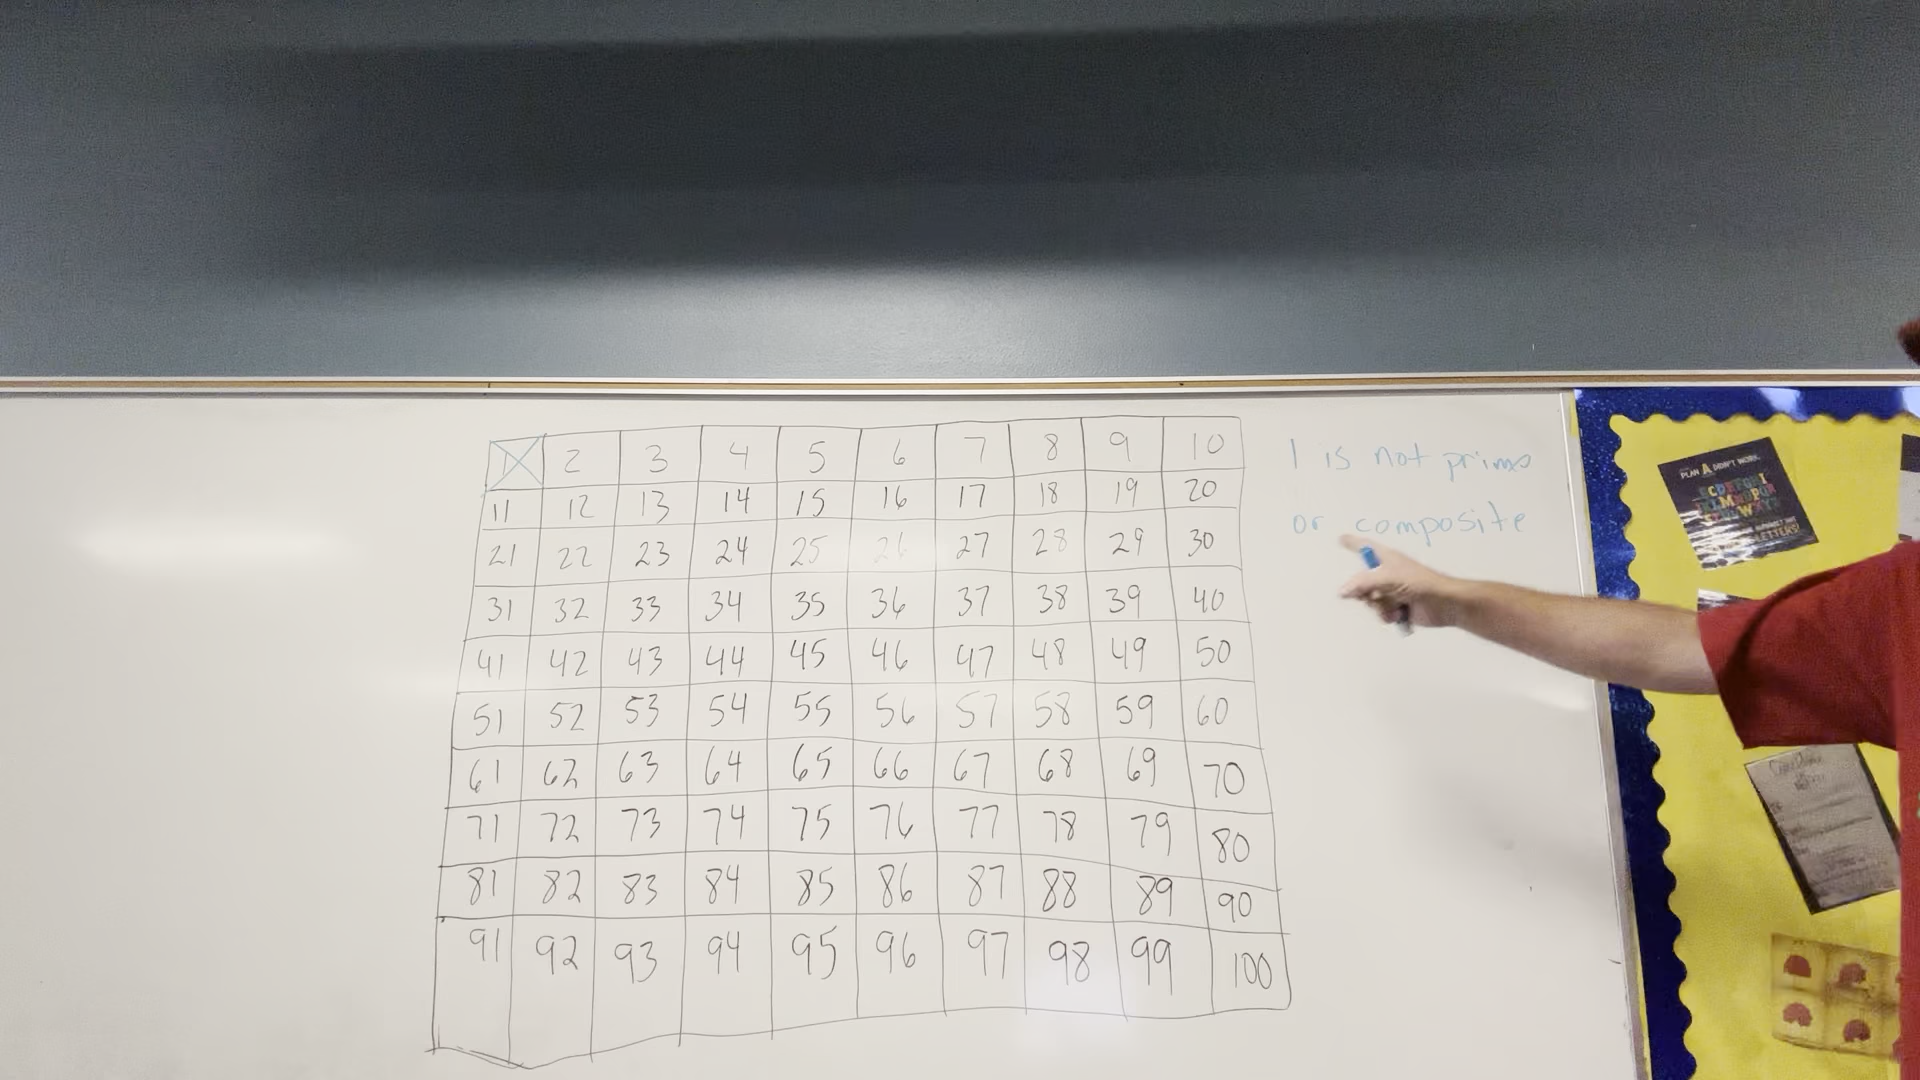 1 2 3 4 5 6 7 8 9 10
11 12 13 14 15 16 17 18 19 20
21 22 23 24 25 26 27 28 29 30
31 32 33 34 35 36 37 38 39 40
41 42 43 44 45 46 47 48 49 50
51 52 53 54 55 56 57 58 59 60
61 62 63 64 65 66 67 68 69 70
71 72 73 74 75 76 77 78 79 80
81 82 83 84 85 86 87 88 89 90
91 92 93 94 95 96 97 98 99 100
1 is not prime
or composite
PLAN A DIDN'T WORK.
LETTERS!